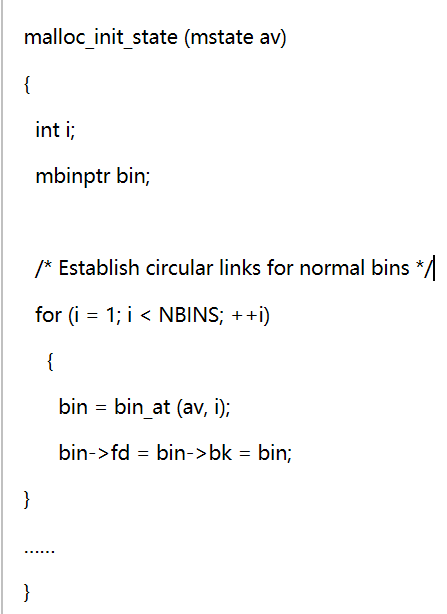 malloc_init_state (mstate av)
{
int i;
mbinptr bin;
/* Establish circular links for normal bins */
for (i = 1; i < NBINS; ++i)
{
bin = bin_at (av, i);
bin->fd = bin->bk = bin;
}
......
}